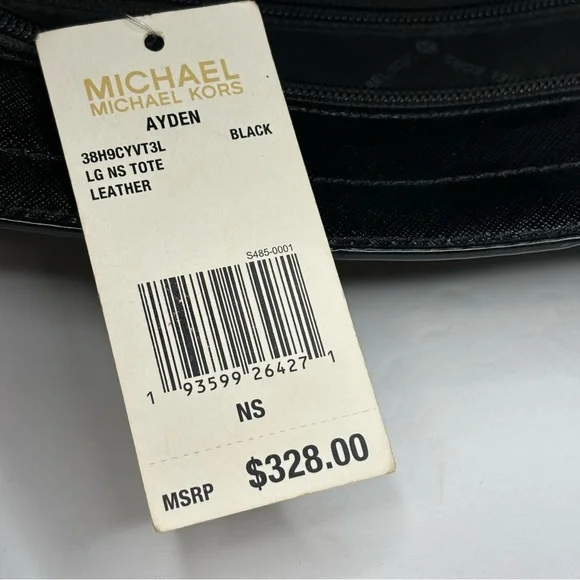 MICHAEL
MICHAEL KORS
AYDEN
38H9CYVT3L BLACK
LG NS TOTE
LEATHER
S485-0001
1 93599 26427 1
NS
MSRP $328.00